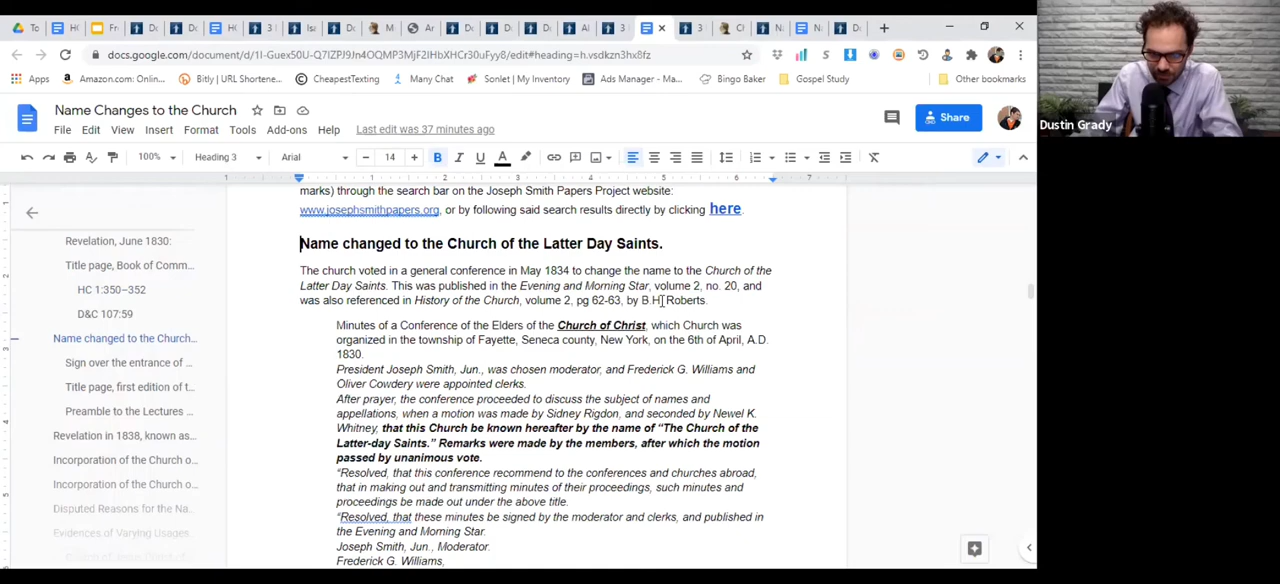 docs.google.com/document/d/1I-Guex50U-Q7IZPJ9Jn4OQMP3MjF2IHbXHCr30uFyy8/edit#heading=h.vsdkzn3hx8fz
Apps Amazon.com: Onlin... Bitly | URL Shortene... CheapestTexting Many Chat Sonlet | My Inventory Ads Manager - Ma... Bingo Baker Gospel Study Other bookmarks
Name Changes to the Church
File Edit View Insert Format Tools Add-ons Help Last edit was 37 minutes ago
Share
Dustin Grady
100% Heading 3 Arial 14
marks) through the search bar on the Joseph Smith Papers Project website:
www.josephsmithpapers.org, or by following said search results directly by clicking here.
Revelation, June 1830:
Title page, Book of Comm...
HC 1:350–352
D&C 107:59
Name changed to the Church...
Sign over the entrance of ...
Title page, first edition of t...
Preamble to the Lectures ...
Revelation in 1838, known as...
Incorporation of the Church o...
Incorporation of the Church o...
Disputed Reasons for the Na...
Evidences of Varying Usages
Name changed to the Church of the Latter Day Saints.
The church voted in a general conference in May 1834 to change the name to the Church of the
Latter Day Saints. This was published in the Evening and Morning Star, volume 2, no. 20, and
was also referenced in History of the Church, volume 2, pg 62-63, by B.H. Roberts.
Minutes of a Conference of the Elders of the Church of Christ, which Church was
organized in the township of Fayette, Seneca county, New York, on the 6th of April, A.D.
1830.
President Joseph Smith, Jun., was chosen moderator, and Frederick G. Williams and
Oliver Cowdery were appointed clerks.
After prayer, the conference proceeded to discuss the subject of names and
appellations, when a motion was made by Sidney Rigdon, and seconded by Newel K.
Whitney, that this Church be known hereafter by the name of “The Church of the
Latter-day Saints.” Remarks were made by the members, after which the motion
passed by unanimous vote.
“Resolved, that this conference recommend to the conferences and churches abroad,
that in making out and transmitting minutes of their proceedings, such minutes and
proceedings be made out under the above title.
“Resolved, that these minutes be signed by the moderator and clerks, and published in
the Evening and Morning Star.
Joseph Smith, Jun., Moderator.
Frederick G. Williams,